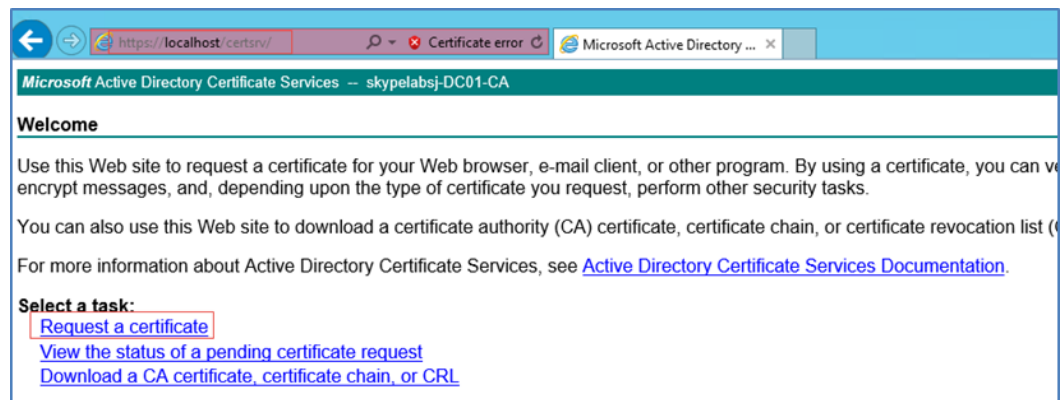 https://localhost/certsrv/ Certificate error Microsoft Active Directory ...
Microsoft Active Directory Certificate Services -- skypelabsj-DC01-CA
Welcome
Use this Web site to request a certificate for your Web browser, e-mail client, or other program. By using a certificate, you can
encrypt messages, and, depending upon the type of certificate you request, perform other security tasks.
You can also use this Web site to download a certificate authority (CA) certificate, certificate chain, or certificate revocation list
For more information about Active Directory Certificate Services, see Active Directory Certificate Services Documentation.
Select a task:
Request a certificate
View the status of a pending certificate request
Download a CA certificate, certificate chain, or CRL